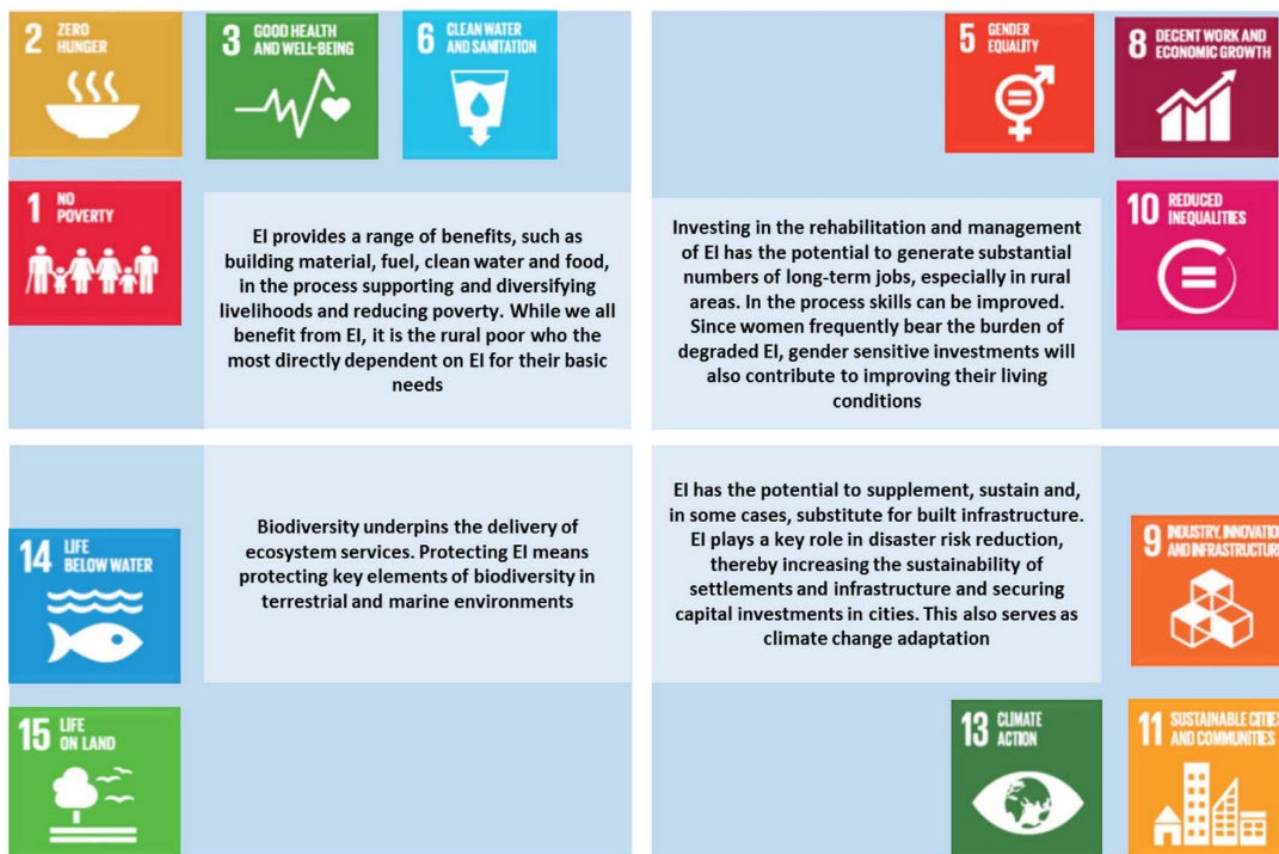 2 ZERO
HUNGER
3 GOOD HEALTH
AND WELL-BEING
6 CLEAN WATER
AND SANITATION
1 NO
POVERTY
EI provides a range of benefits, such as
building material, fuel, clean water and food,
in the process supporting and diversifying
livelihoods and reducing poverty. While we all
benefit from EI, it is the rural poor who the
most directly dependent on EI for their basic
needs
5 GENDER
EQUALITY
8 DECENT WORK AND
ECONOMIC GROWTH
10 REDUCED
INEQUALITIES
Investing in the rehabilitation and management
of EI has the potential to generate substantial
numbers of long-term jobs, especially in rural
areas. In the process skills can be improved.
Since women frequently bear the burden of
degraded EI, gender sensitive investments will
also contribute to improving their living
conditions
14 LIFE
BELOW WATER
15 LIFE
ON LAND
Biodiversity underpins the delivery of
ecosystem services. Protecting EI means
protecting key elements of biodiversity in
terrestrial and marine environments
EI has the potential to supplement, sustain and,
in some cases, substitute for built infrastructure.
EI plays a key role in disaster risk reduction,
thereby increasing the sustainability of
settlements and infrastructure and securing
capital investments in cities. This also serves as
climate change adaptation
9 INDUSTRY, INNOVATION
AND INFRASTRUCTURE
13 CLIMATE
ACTION
11 SUSTAINABLE CITIES
AND COMMUNITIES